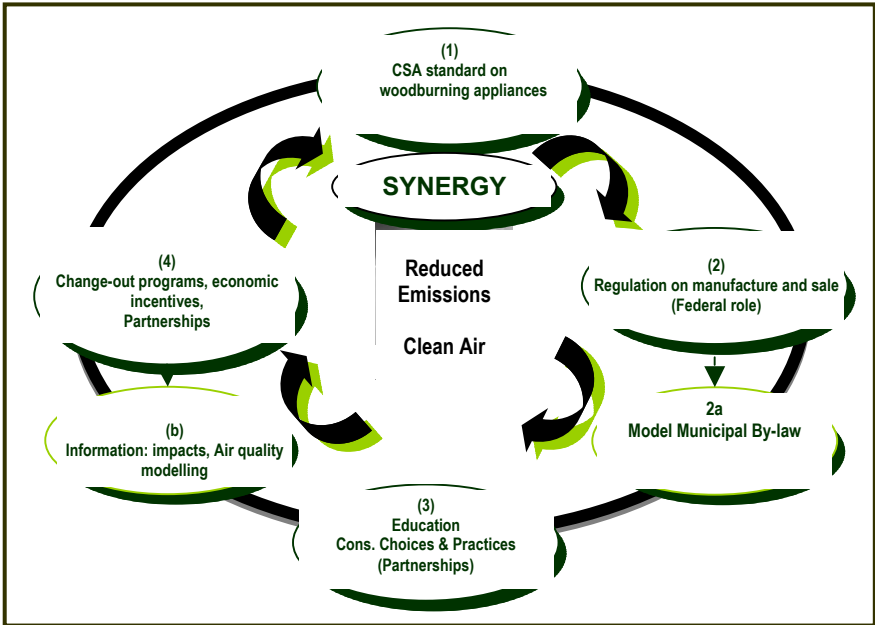 (1)
CSA standard on
woodburning appliances
SYNERGY
Reduced
Emissions
Clean Air
(2)
Regulation on manufacture and sale
(Federal role)
2a
Model Municipal By-law
(3)
Education
Cons. Choices & Practices
(Partnerships)
(4)
Change-out programs, economic
incentives,
Partnerships
(b)
Information: impacts, Air quality
modelling